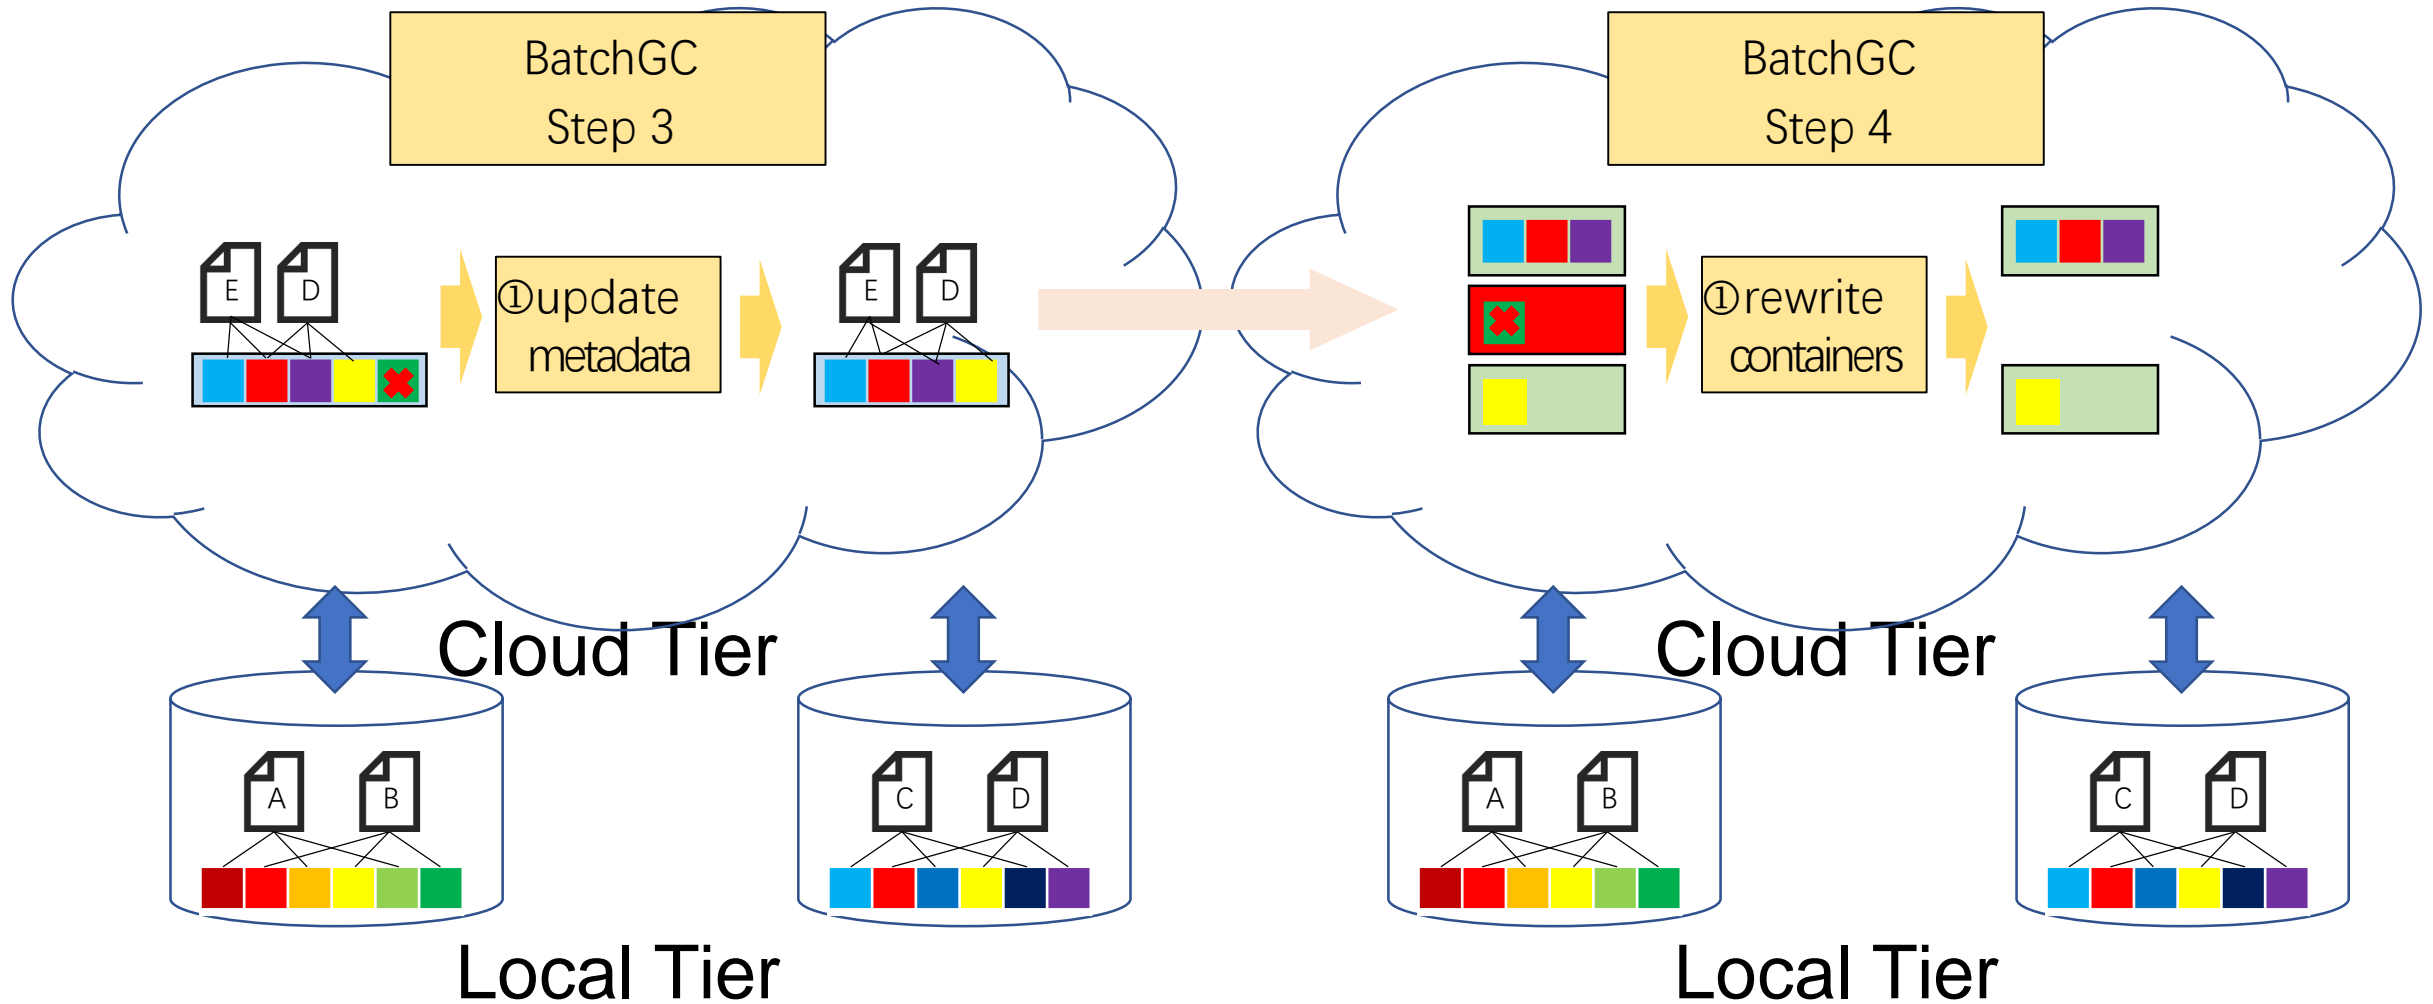 BatchGC
Step 3
E D
①update
metadata
E D
Cloud Tier
A B
C D
Local Tier
BatchGC
Step 4
①rewrite
containers
Cloud Tier
A B
C D
Local Tier